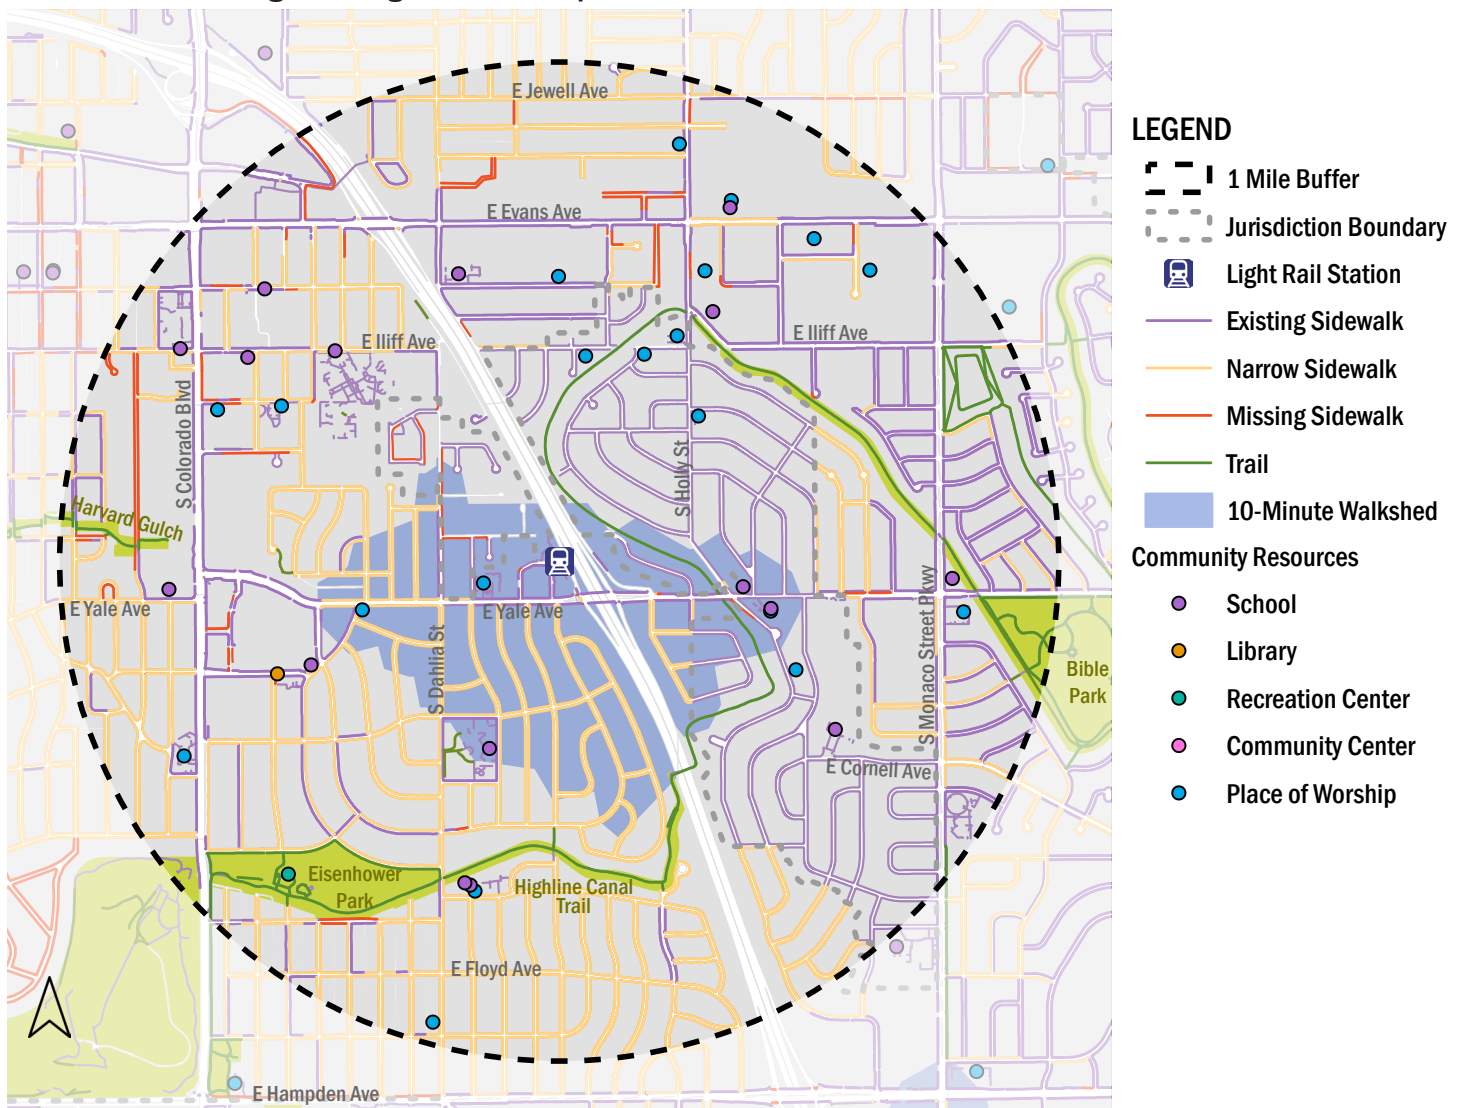 E Jewell Ave
E Evans Ave
E Iliff Ave
E Iliff Ave
S Colorado Blvd
S Holly St
Harvard Gulch
E Yale Ave
E Yale Ave
S Dahlia St
S Monaco Street Pkwy
Bible
Park
E Cornell Ave
Eisenhower
Park
Highline Canal
Trail
E Floyd Ave
E Hampden Ave
LEGEND
1 Mile Buffer
Jurisdiction Boundary
Light Rail Station
Existing Sidewalk
Narrow Sidewalk
Missing Sidewalk
Trail
10-Minute Walkshed
Community Resources
School
Library
Recreation Center
Community Center
Place of Worship